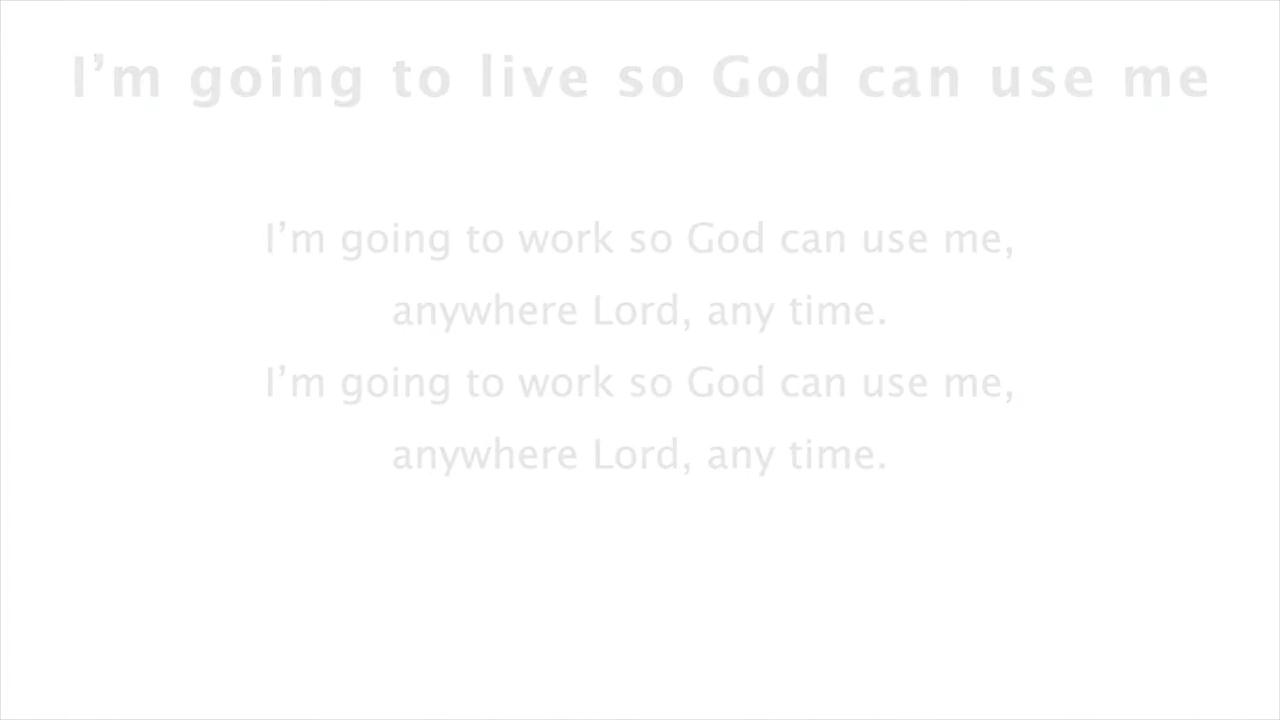 I’m going to live so God can use me
I’m going to work so God can use me,
anywhere Lord, any time.
I’m going to work so God can use me,
anywhere Lord, any time.